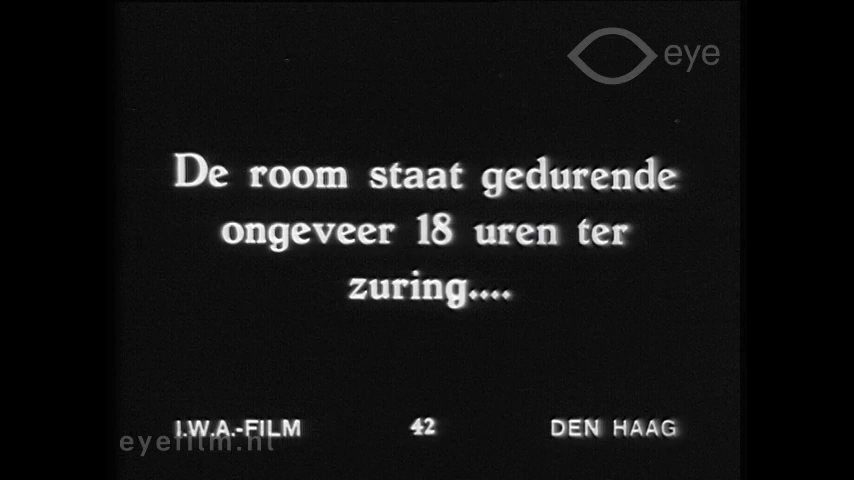 eye
De room staat gedurende
ongeveer 18 uren ter
zuring....
I.W.A.-FILM 42 DEN HAAG
eyefilm.nl